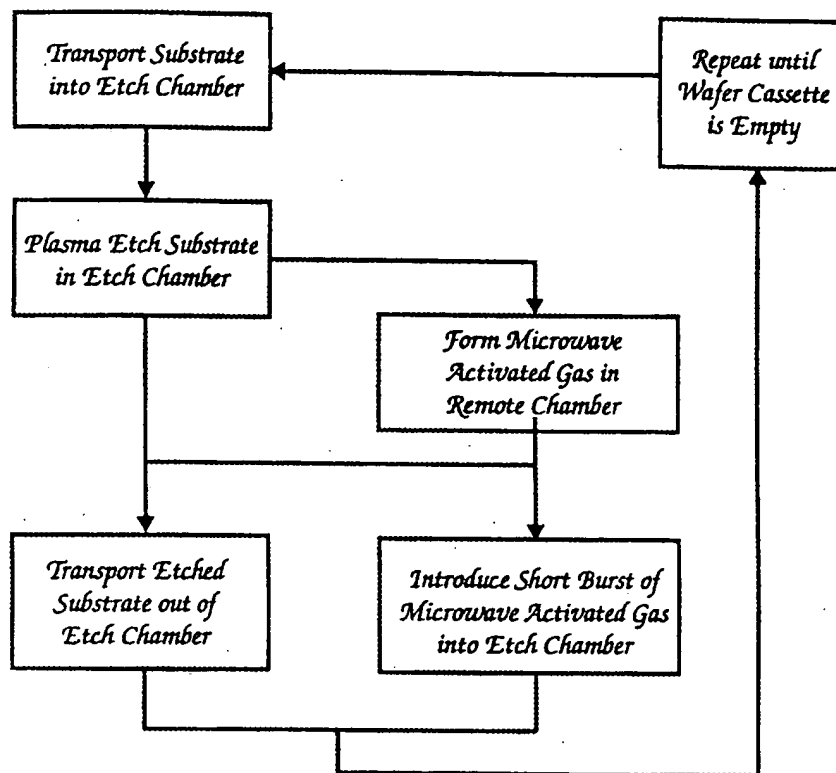 Transport Substrate
into Etch Chamber
Repeat until
Wafer Cassette
is Empty
Plasma Etch Substrate
in Etch Chamber
Form Microwave
Activated Gas in
Remote Chamber
Transport Etched
Substrate out of
Etch Chamber
Introduce Short Burst of
Microwave Activated Gas
into Etch Chamber